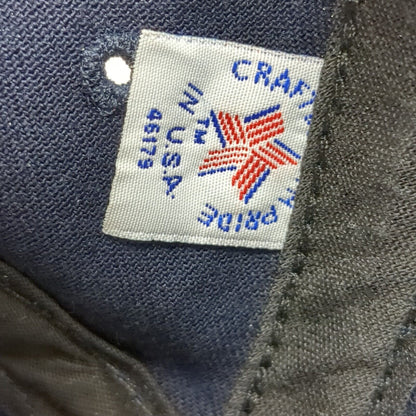 CRAFT
H PRIDE
IN U.S.A.
TM
46179